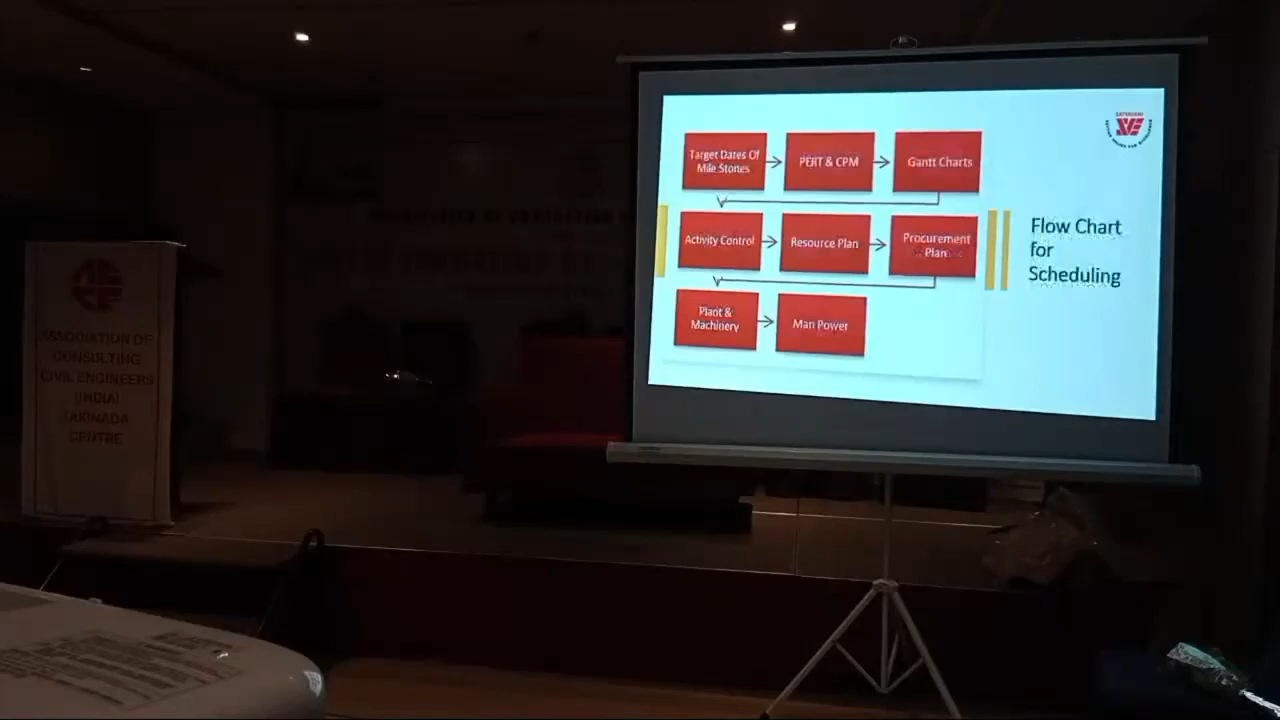 Target Dates Of
Mile Stones
PERT & CPM
Gantt Charts
Activity Control
Resource Plan
Procurement
Plan
Plant &
Machinery
Man Power
Flow Chart
for
Scheduling
ASSOCIATION OF
CONSULTING
CIVIL ENGINEERS
(INDIA)
KAKINADA
CENTRE